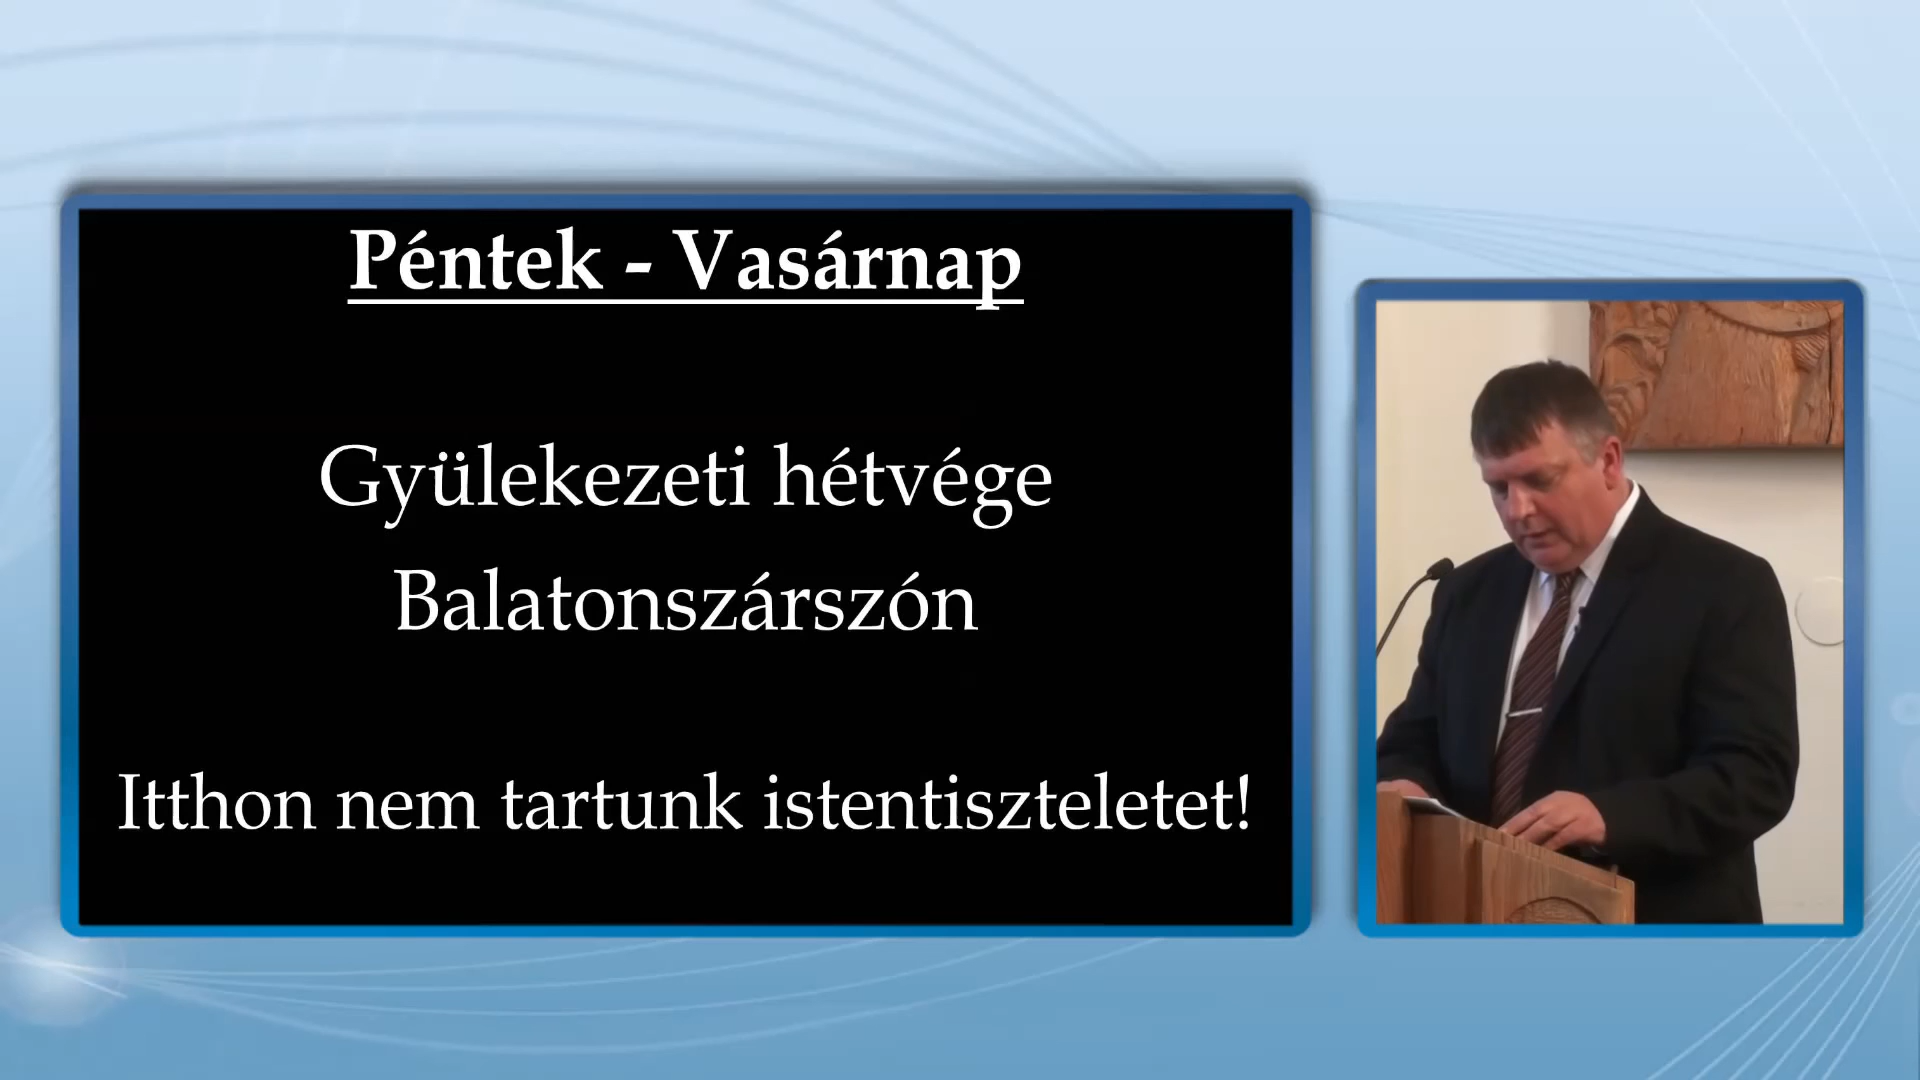 Péntek - Vasárnap
Gyülekezeti hétvége
Balatonszárszón
Itthon nem tartunk istentiszteletet!